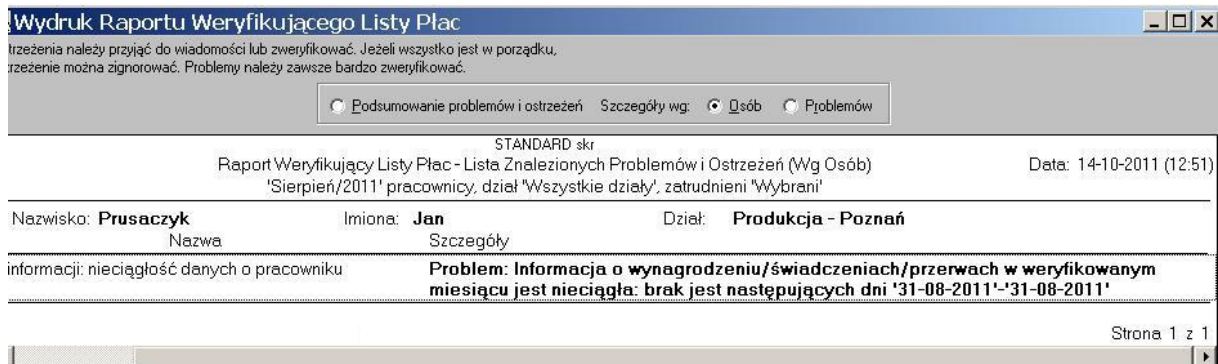 Wydruk Raportu Weryfikującego Listy Płac
trzeżenia należy przyjąć do wiadomości lub zweryfikować. Jeżeli wszystko jest w porządku,
rzeżenie można zignorować. Problemy należy zawsze bardzo zweryfikować.
Podsumowanie problemów i ostrzeżeń Szczegóły wg: Osób Problemów
STANDARD skr
Raport Weryfikujący Listy Płac - Lista Znalezionych Problemów i Ostrzeżeń (Wg Osób) Data: 14-10-2011 (12:51)
'Sierpień/2011' pracownicy, dział 'Wszystkie działy', zatrudnieni 'Wybrani'
Nazwisko: Prusaczyk Imiona: Jan Dział: Produkcja - Poznań
Nazwa Szczegóły
informacji: nieciągłość danych o pracowniku Problem: Informacja o wynagrodzeniu/świadczeniach/przerwach w weryfikowanym
miesiącu jest nieciągła: brak jest następujących dni '31-08-2011'-'31-08-2011'
Strona 1 z 1